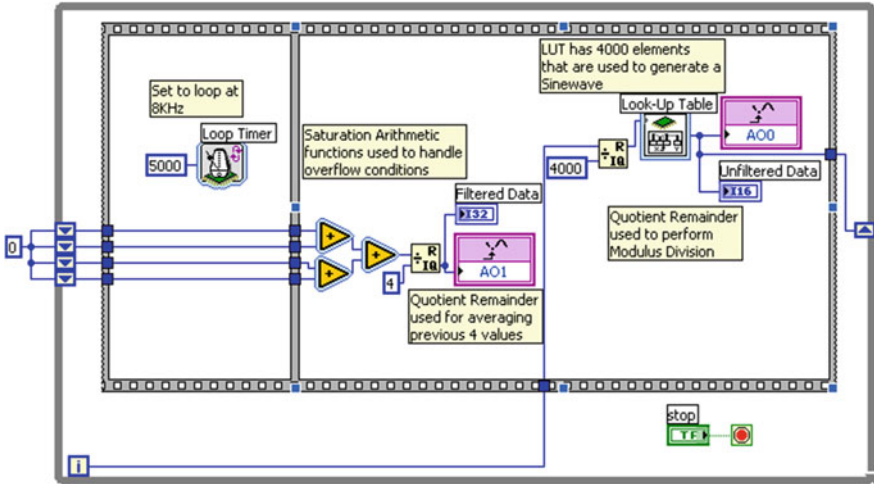 Set to loop at
8KHz
Loop Timer
5000
Saturation Arithmetic
functions used to handle
overflow conditions
LUT has 4000 elements
that are used to generate a
Sinewave
Look-Up Table
AO0
R
IQ
4000
Unfiltered Data
I16
Quotient Remainder
used to perform
Modulus Division
Filtered Data
I32
0
R
IQ
AO1
4
Quotient Remainder
used for averaging
previous 4 values
stop
TF
i